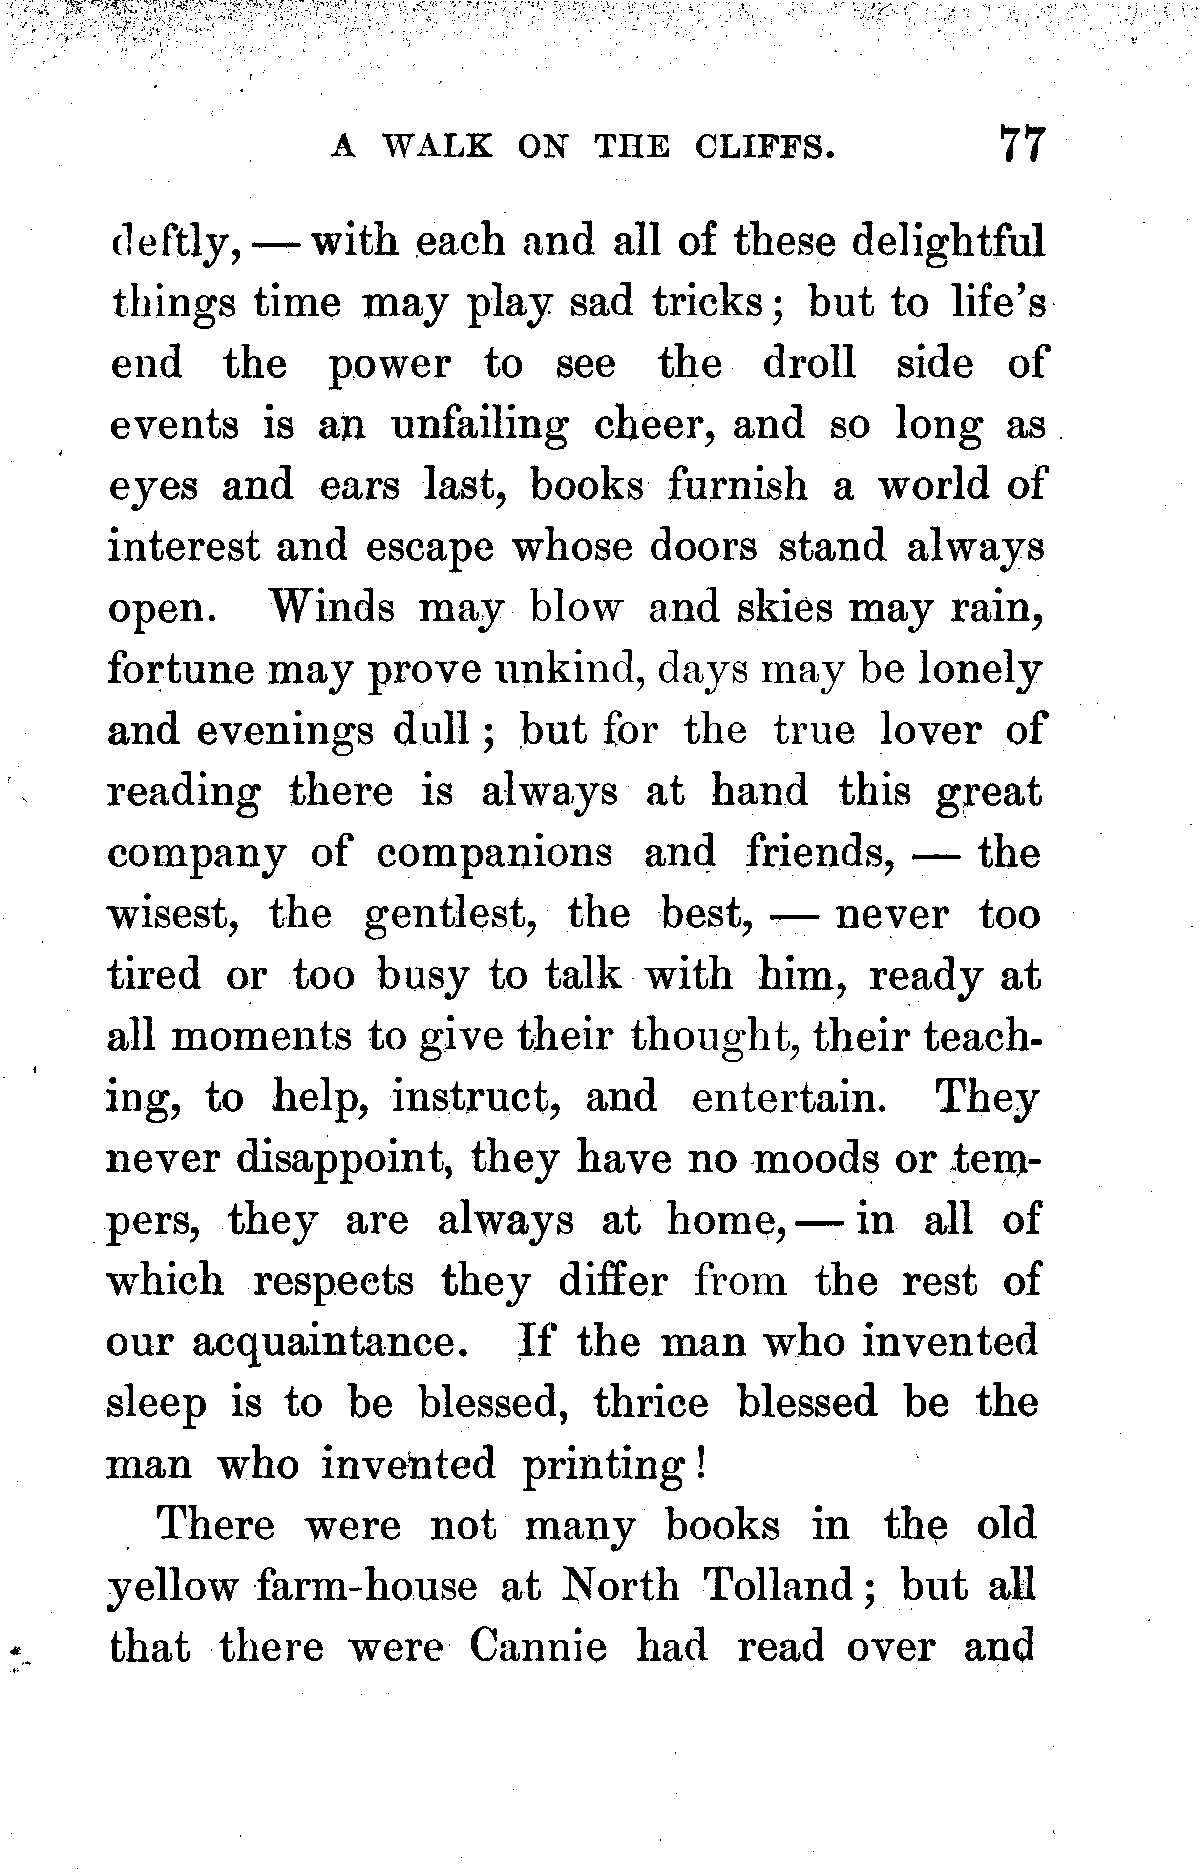 A WALK ON THE CLIFFS. 77
deftly, — with each and all of these delightful
things time may play sad tricks; but to life's
end the power to see the droll side of
events is an unfailing cheer, and so long as
eyes and ears last, books furnish a world of
interest and escape whose doors stand always
open. Winds may blow and skies may rain,
fortune may prove unkind, days may be lonely
and evenings dull; but for the true lover of
reading there is always at hand this great
company of companions and friends, — the
wisest, the gentlest, the best, — never too
tired or too busy to talk with him, ready at
all moments to give their thought, their teach-
ing, to help, instruct, and entertain. They
never disappoint, they have no moods or tem-
pers, they are always at home, — in all of
which respects they differ from the rest of
our acquaintance. If the man who invented
sleep is to be blessed, thrice blessed be the
man who invented printing!
There were not many books in the old
yellow farm-house at North Tolland; but all
that there were Cannie had read over and